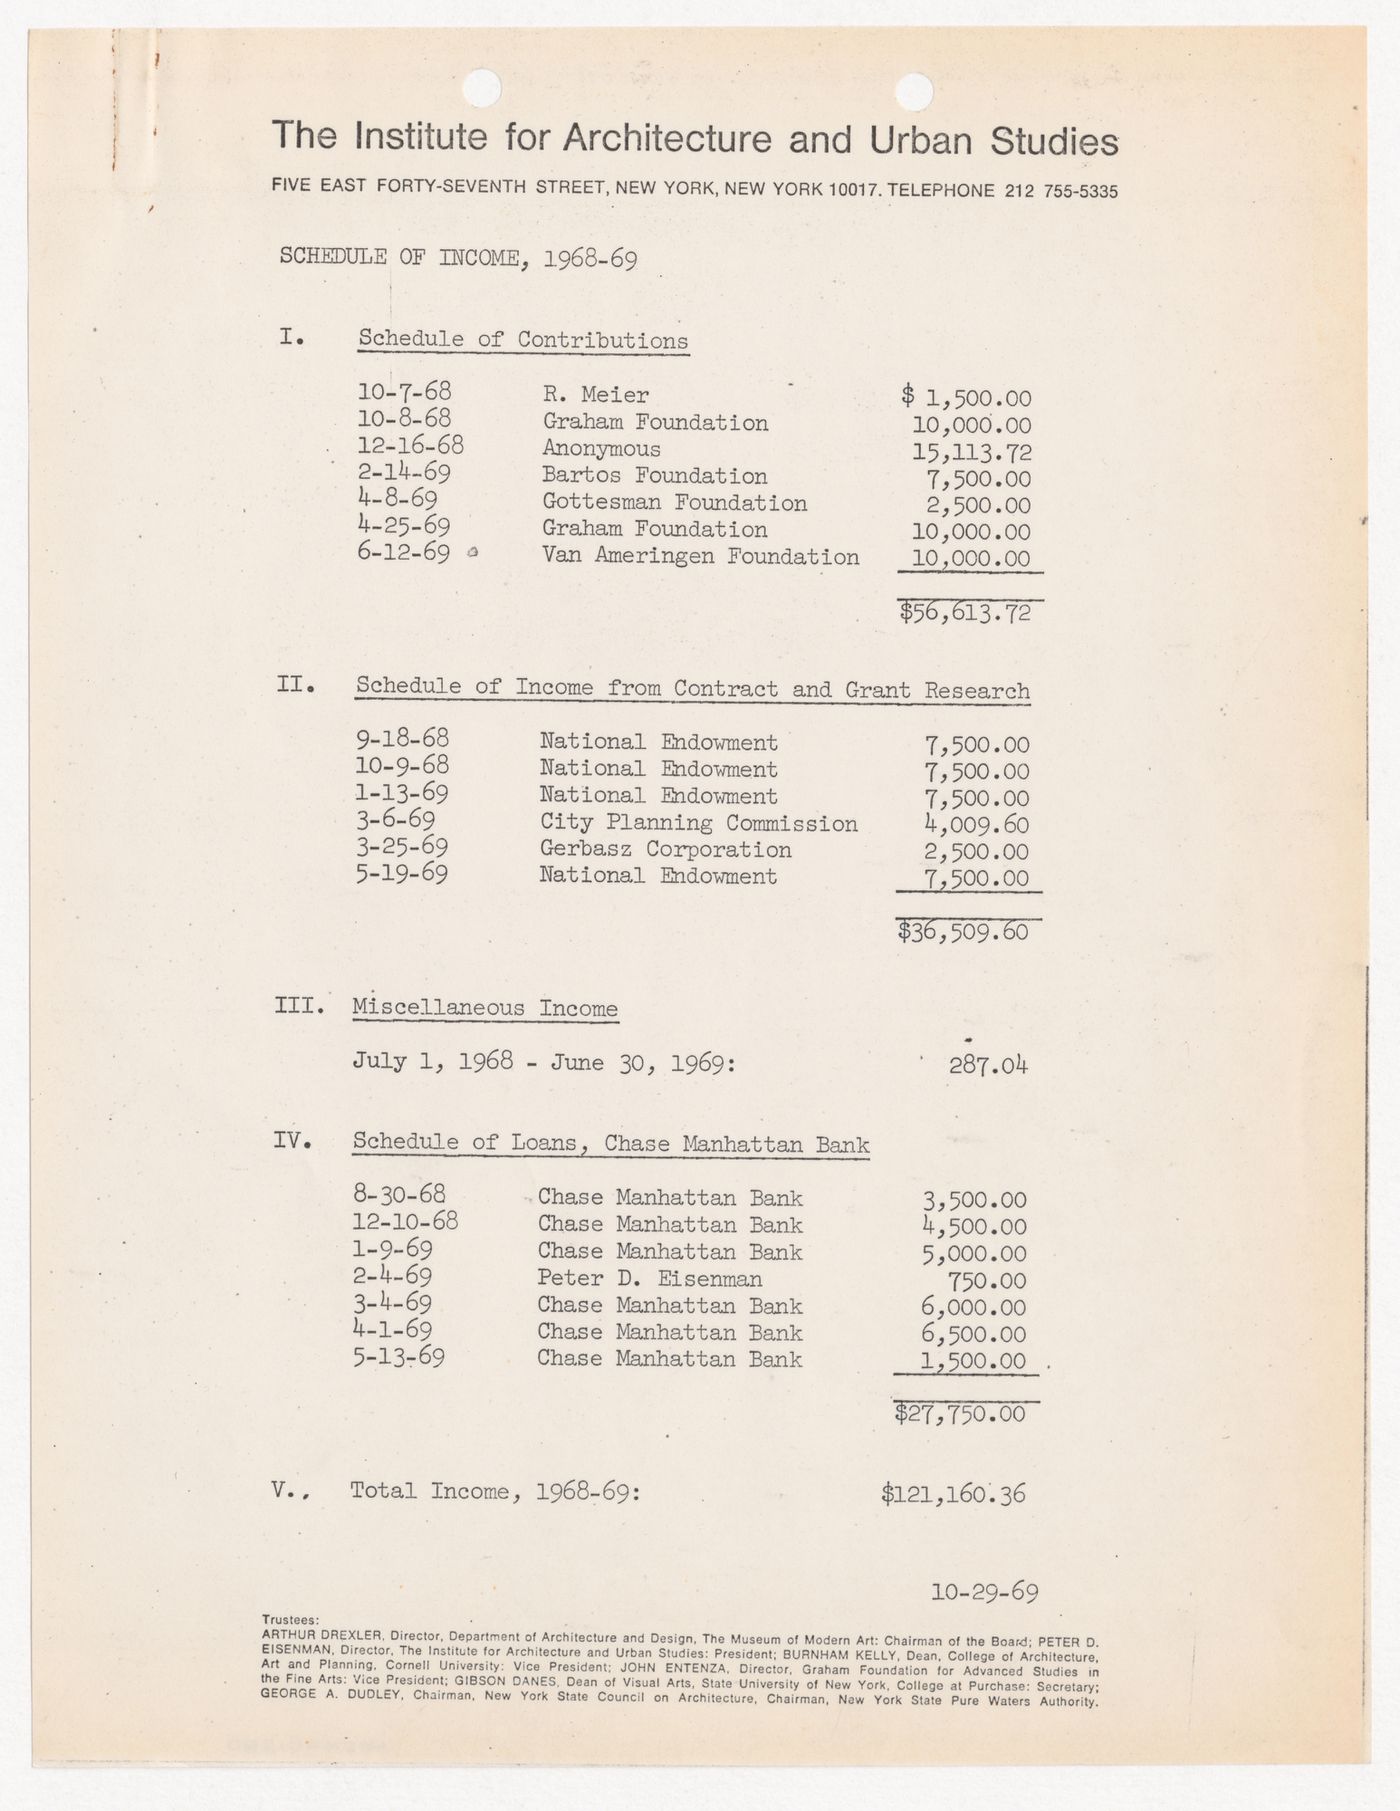 The Institute for Architecture and Urban Studies
FIVE EAST FORTY-SEVENTH STREET, NEW YORK, NEW YORK 10017. TELEPHONE 212 755-5335
SCHEDULE OF INCOME, 1968-69
I. Schedule of Contributions
10-7-68 R. Meier $ 1,500.00
10-8-68 Graham Foundation 10,000.00
12-16-68 Anonymous 15,113.72
2-14-69 Bartos Foundation 7,500.00
4-8-69 Gottesman Foundation 2,500.00
4-25-69 Graham Foundation 10,000.00
6-12-69 Van Ameringen Foundation 10,000.00
$56,613.72
II. Schedule of Income from Contract and Grant Research
9-18-68 National Endowment 7,500.00
10-9-68 National Endowment 7,500.00
1-13-69 National Endowment 7,500.00
3-6-69 City Planning Commission 4,009.60
3-25-69 Gerbasz Corporation 2,500.00
5-19-69 National Endowment 7,500.00
$36,509.60
III. Miscellaneous Income
July 1, 1968 - June 30, 1969: 287.04
IV. Schedule of Loans, Chase Manhattan Bank
8-30-68 Chase Manhattan Bank 3,500.00
12-10-68 Chase Manhattan Bank 4,500.00
1-9-69 Chase Manhattan Bank 5,000.00
2-4-69 Peter D. Eisenman 750.00
3-4-69 Chase Manhattan Bank 6,000.00
4-1-69 Chase Manhattan Bank 6,500.00
5-13-69 Chase Manhattan Bank 1,500.00
$27,750.00
V.. Total Income, 1968-69: $121,160.36
10-29-69
Trustees:
ARTHUR DREXLER, Director, Department of Architecture and Design, The Museum of Modern Art: Chairman of the Board; PETER D.
EISENMAN, Director, The Institute for Architecture and Urban Studies: President; BURNHAM KELLY, Dean, College of Architecture,
Art and Planning, Cornell University: Vice President; JOHN ENTENZA, Director, Graham Foundation for Advanced Studies in
the Fine Arts: Vice President; GIBSON DANES, Dean of Visual Arts, State University of New York, College at Purchase: Secretary;
GEORGE A. DUDLEY, Chairman, New York State Council on Architecture, Chairman, New York State Pure Waters Authority.